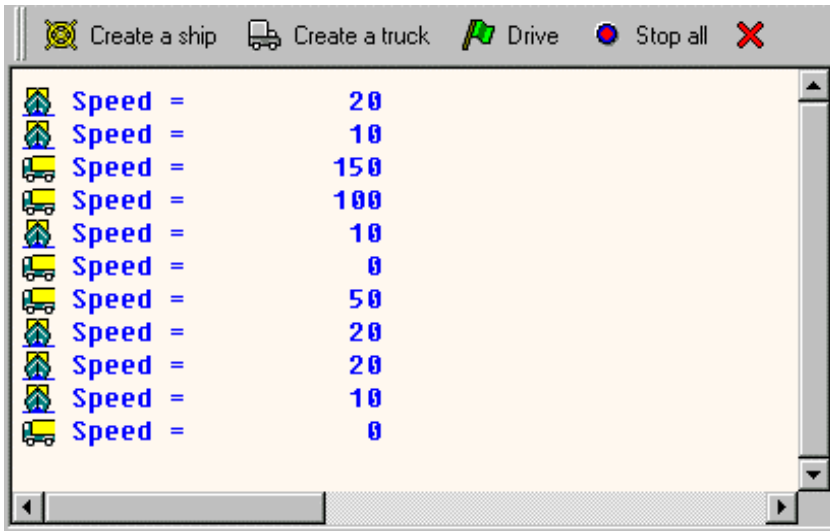 Create a ship Create a truck Drive Stop all
Speed = 20
Speed = 10
Speed = 150
Speed = 100
Speed = 10
Speed = 0
Speed = 50
Speed = 20
Speed = 20
Speed = 10
Speed = 0